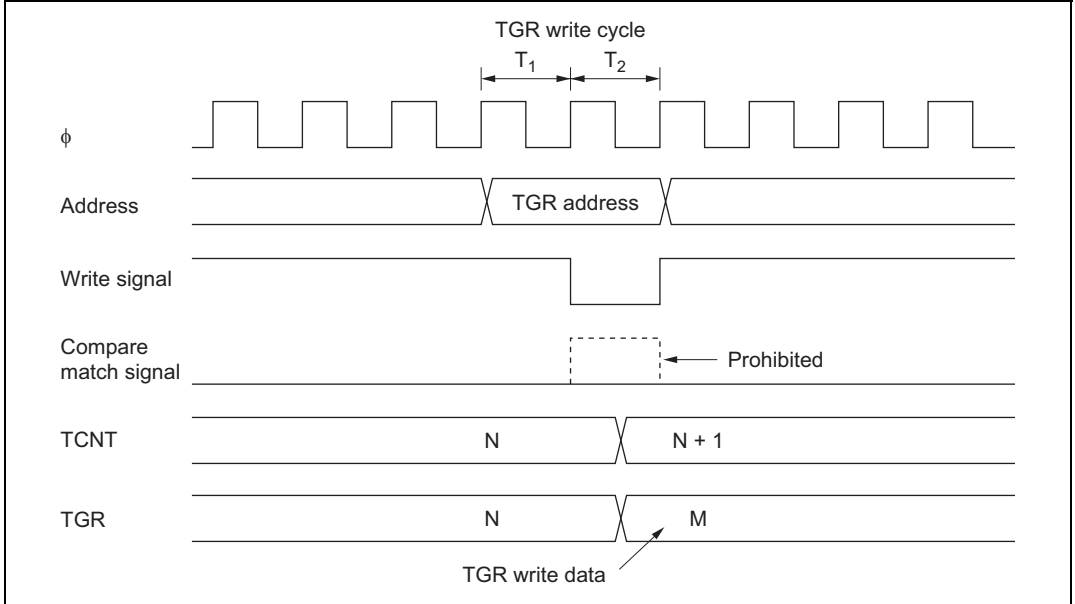 TGR write cycle
T1 T2
ϕ
Address TGR address
Write signal
Compare
match signal Prohibited
TCNT N N + 1
TGR N M
TGR write data